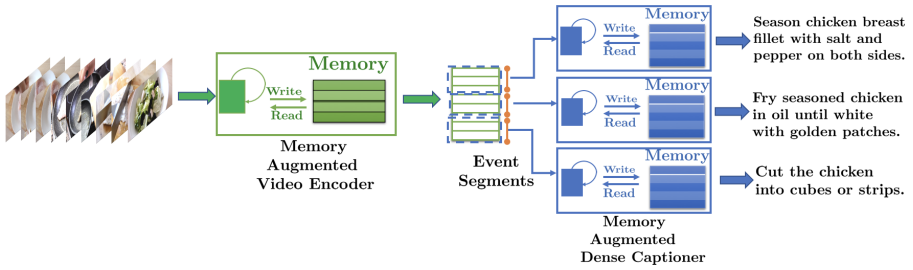 Memory
Write
Read
Memory
Augmented
Video Encoder
Event
Segments
Memory
Write
Read
Memory
Write
Read
Memory
Write
Read
Memory
Augmented
Dense Captioner
Season chicken breast
fillet with salt and
pepper on both sides.
Fry seasoned chicken
in oil until white
with golden patches.
Cut the chicken
into cubes or strips.